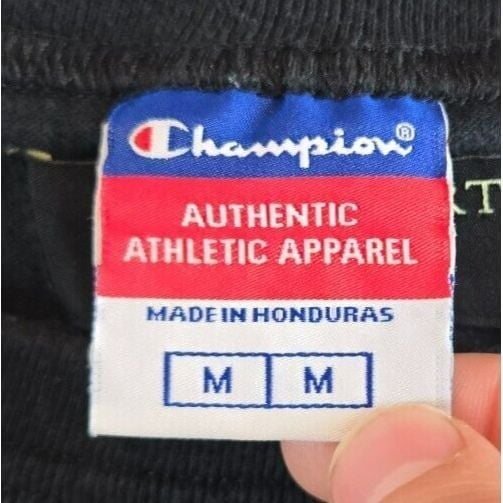 Champion®
AUTHENTIC
ATHLETIC APPAREL
MADE IN HONDURAS
M M